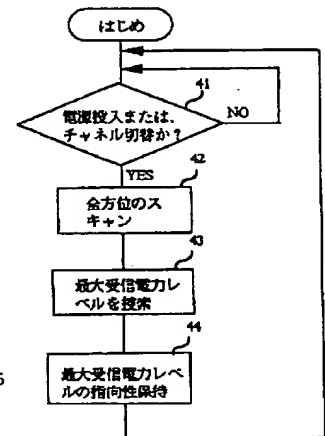 はじめ
41
電源投入または、
チャネル切替か?
NO
YES
42
全方位のス
キャン
43
最大受信電力レ
ベルを捜索
44
最大受信電力レベ
ルの指向性保持